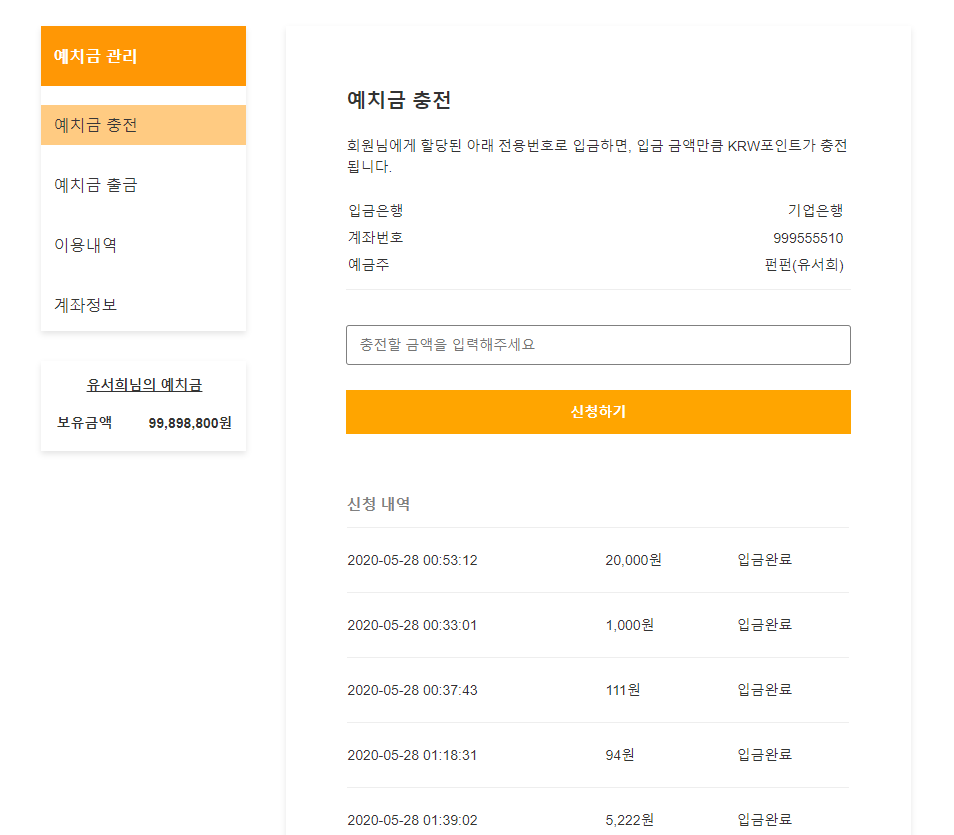 예치금 관리
예치금 충전
예치금 출금
이용내역
계좌정보
유서희님의 예치금
보유금액 99,898,800원
예치금 충전
회원님에게 할당된 아래 전용번호로 입금하면, 입금 금액만큼 KRW포인트가 충전
됩니다.
입금은행 기업은행
계좌번호 999555510
예금주 펀펀(유서희)
충전할 금액을 입력해주세요
신청하기
신청 내역
2020-05-28 00:53:12 20,000원 입금완료
2020-05-28 00:33:01 1,000원 입금완료
2020-05-28 00:37:43 111원 입금완료
2020-05-28 01:18:31 94원 입금완료
2020-05-28 01:39:02 5,222원 입금완료